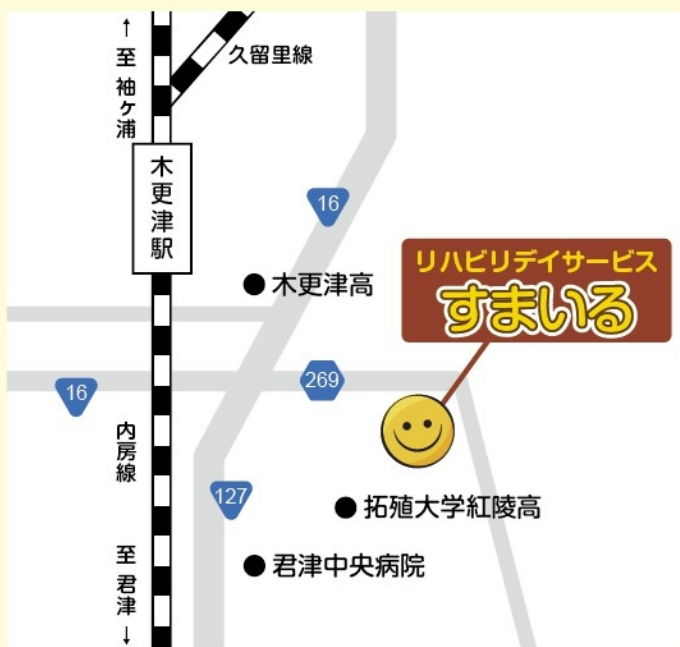 ↑
至
袖ヶ浦
久留里線
木更津駅
16
木更津高
リハビリデイサービス
すまいる
269
16
内房線
127
拓殖大学紅陵高
君津中央病院
至
君津
↓